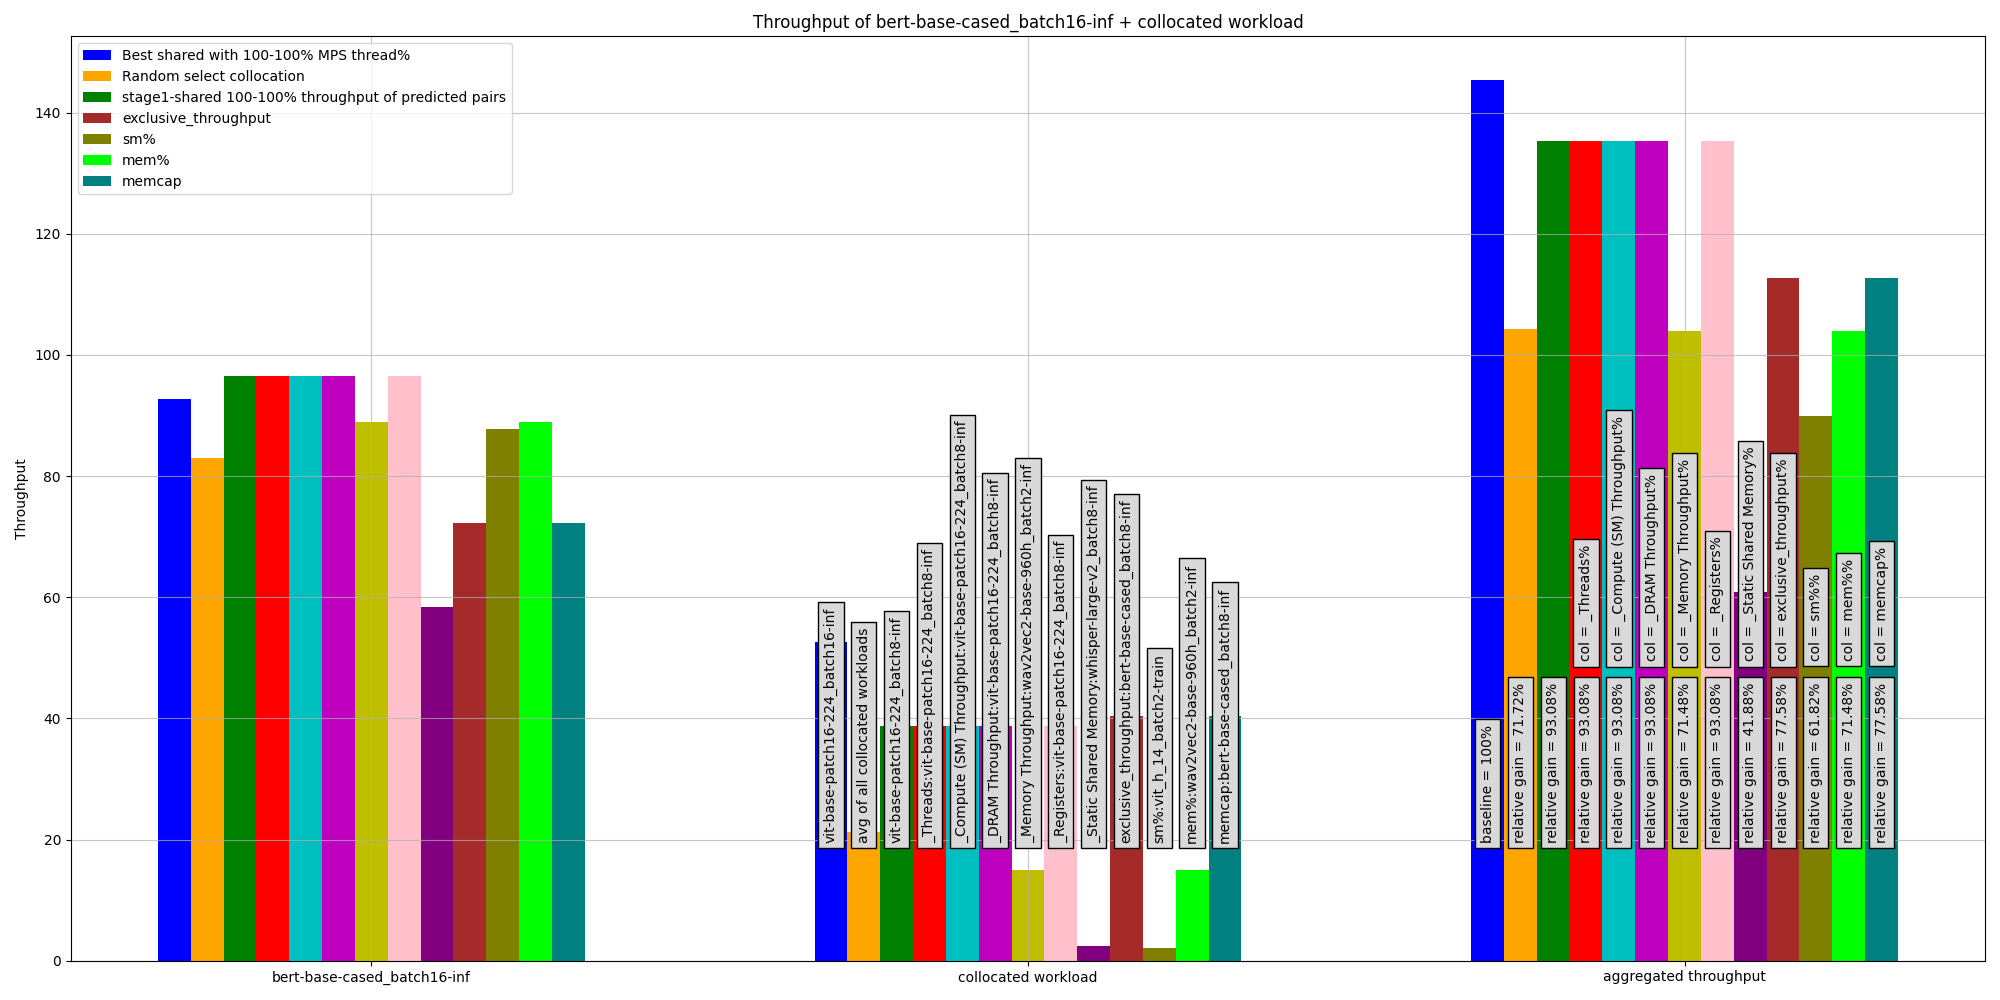 Throughput of bert-base-cased_batch16-inf + collocated workload
Best shared with 100-100% MPS thread%
Random select collocation
stage1-shared 100-100% throughput of predicted pairs
exclusive_throughput
sm%
mem%
memcap
Throughput
140
120
100
80
60
40
20
0
vit-base-patch16-224_batch16-inf
avg of all collocated workloads
vit-base-patch16-224_batch8-inf
_Threads:vit-base-patch16-224_batch8-inf
_Compute (SM) Throughput:vit-base-patch16-224_batch8-inf
_DRAM Throughput:vit-base-patch16-224_batch8-inf
_Memory Throughput:wav2vec2-base-960h_batch2-inf
_Registers:vit-base-patch16-224_batch8-inf
_Static Shared Memory:whisper-large-v2_batch8-inf
exclusive_throughput:bert-base-cased_batch8-inf
sm%:vit_h_14_batch2-train
mem%:wav2vec2-base-960h_batch2-inf
memcap:bert-base-cased_batch8-inf
col = _Threads%
col = _Compute (SM) Throughput%
col = _DRAM Throughput%
col = _Memory Throughput%
col = _Registers%
col = _Static Shared Memory%
col = exclusive_throughput%
col = sm%%
col = mem%%
col = memcap%
baseline = 100%
relative gain = 71.72%
relative gain = 93.08%
relative gain = 93.08%
relative gain = 93.08%
relative gain = 93.08%
relative gain = 71.48%
relative gain = 93.08%
relative gain = 41.88%
relative gain = 77.58%
relative gain = 61.82%
relative gain = 71.48%
relative gain = 77.58%
bert-base-cased_batch16-inf
collocated workload
aggregated throughput